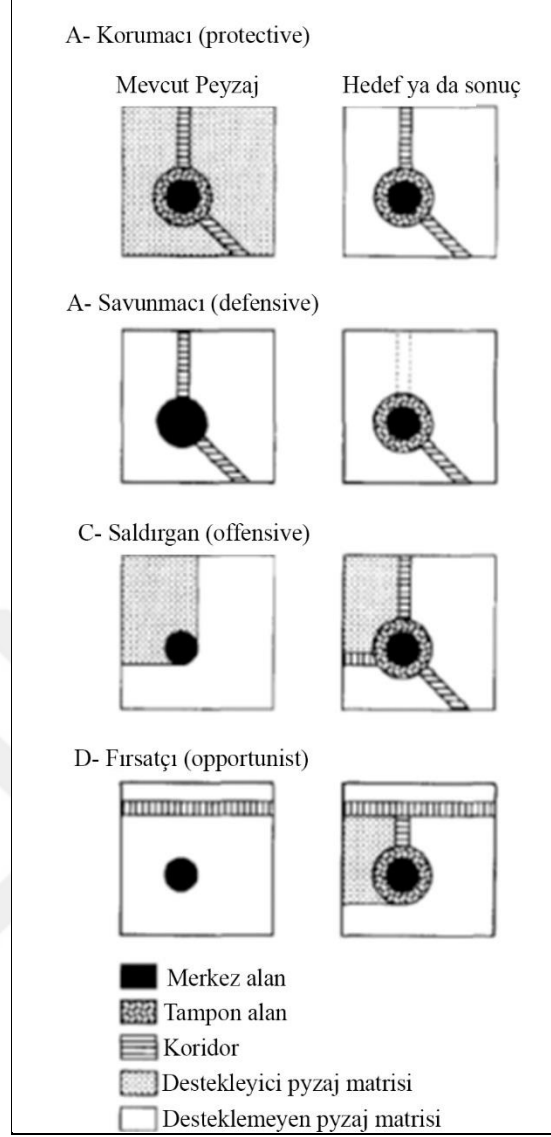 A- Korumacı (protective)
Mevcut Peyzaj Hedef ya da sonuç
A- Savunmacı (defensive)
C- Saldırgan (offensive)
D- Fırsatçı (opportunist)
Merkez alan
Tampon alan
Koridor
Destekleyici pyzaj matrisi
Desteklemeyen pyzaj matrisi